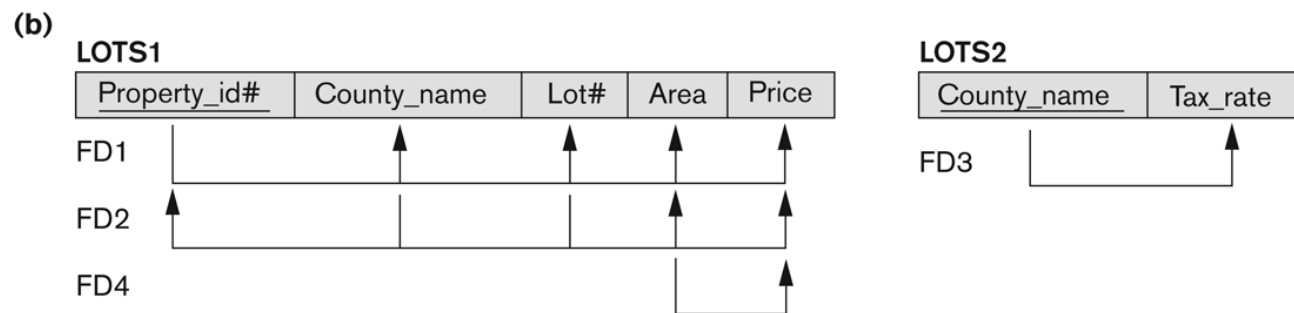 (b)
LOTS1 LOTS2
Property_id# County_name Lot# Area Price County_name Tax_rate
FD1 FD3
FD2
FD4